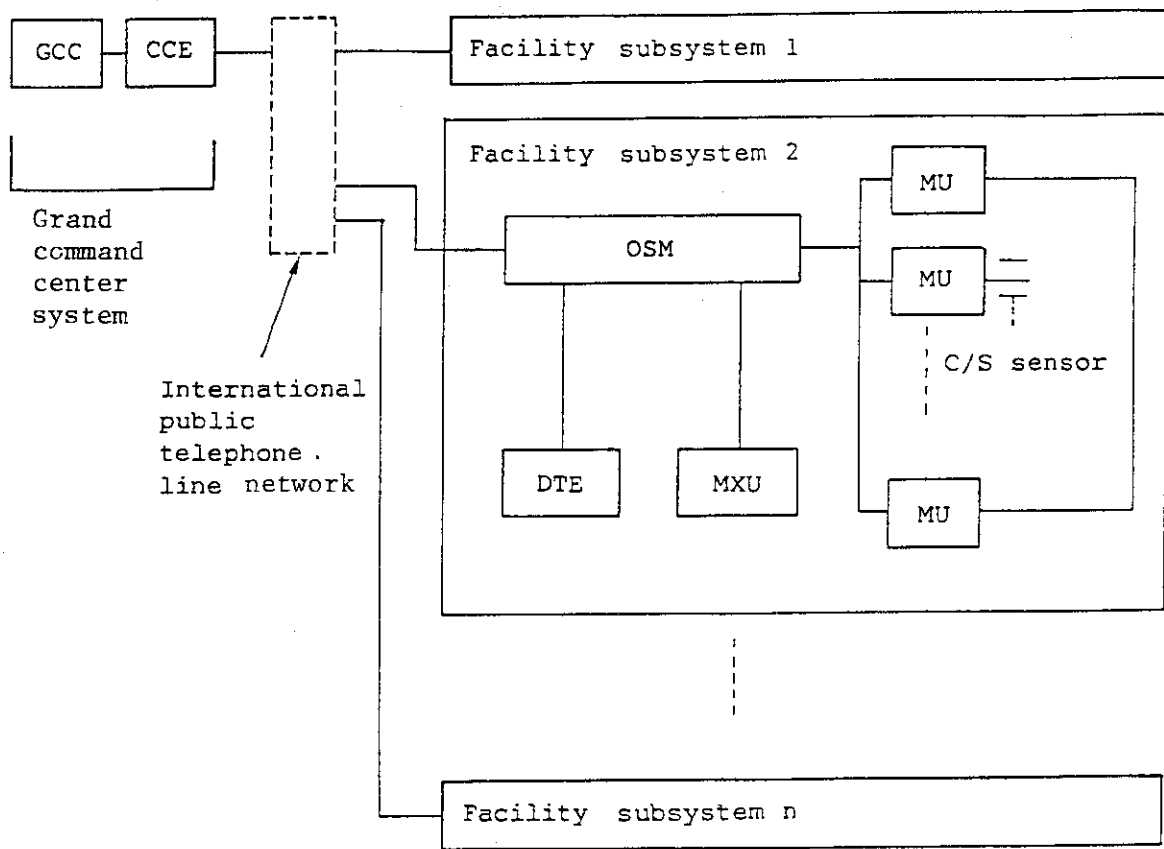 GCC
CCE
Facility subsystem 1
Grand
command
center
system
International
public
telephone.
line network
Facility subsystem 2
OSM
DTE
MXU
MU
MU
C/S sensor
MU
Facility subsystem n